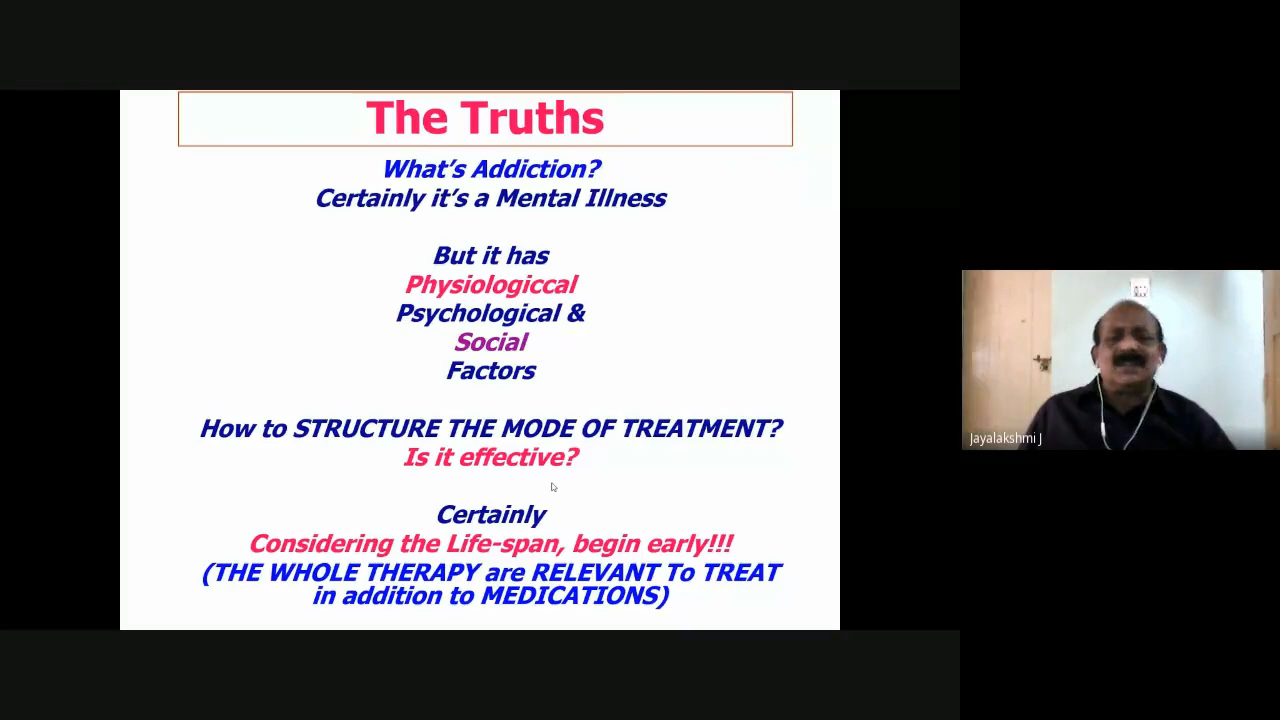 The Truths
What's Addiction?
Certainly it's a Mental Illness
But it has
Physiologiccal
Psychological &
Social
Factors
How to STRUCTURE THE MODE OF TREATMENT?
Is it effective?
Certainly
Considering the Life-span, begin early!!!
(THE WHOLE THERAPY are RELEVANT To TREAT
in addition to MEDICATIONS)
Jayalakshmi J